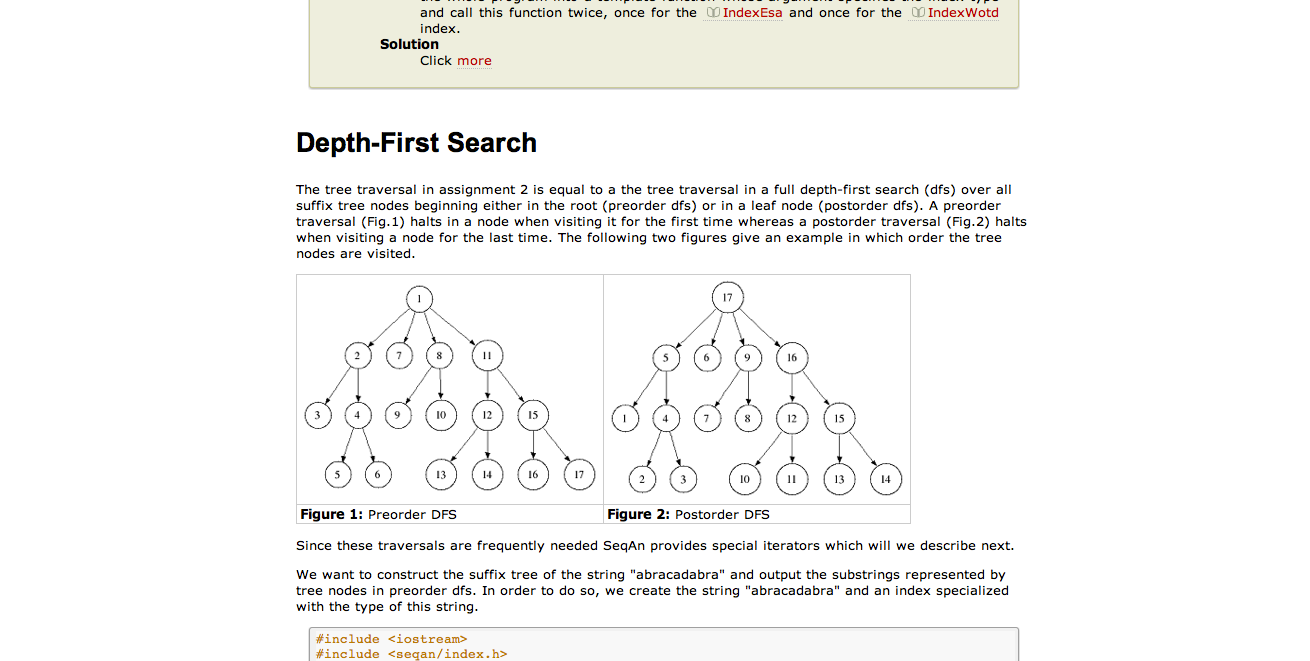 and call this function twice, once for the IndexEsa and once for the IndexWotd
index.
Solution
Click more
Depth-First Search
The tree traversal in assignment 2 is equal to a the tree traversal in a full depth-first search (dfs) over all
suffix tree nodes beginning either in the root (preorder dfs) or in a leaf node (postorder dfs). A preorder
traversal (Fig.1) halts in a node when visiting it for the first time whereas a postorder traversal (Fig.2) halts
when visiting a node for the last time. The following two figures give an example in which order the tree
nodes are visited.
1
2 7 8 11
3 4 9 10 12 15
5 6 13 14 16 17
Figure 1: Preorder DFS
17
5 6 9 16
1 4 7 8 12 15
2 3 10 11 13 14
Figure 2: Postorder DFS
Since these traversals are frequently needed SeqAn provides special iterators which will we describe next.
We want to construct the suffix tree of the string "abracadabra" and output the substrings represented by
tree nodes in preorder dfs. In order to do so, we create the string "abracadabra" and an index specialized
with the type of this string.
#include <iostream>
#include <seqan/index.h>